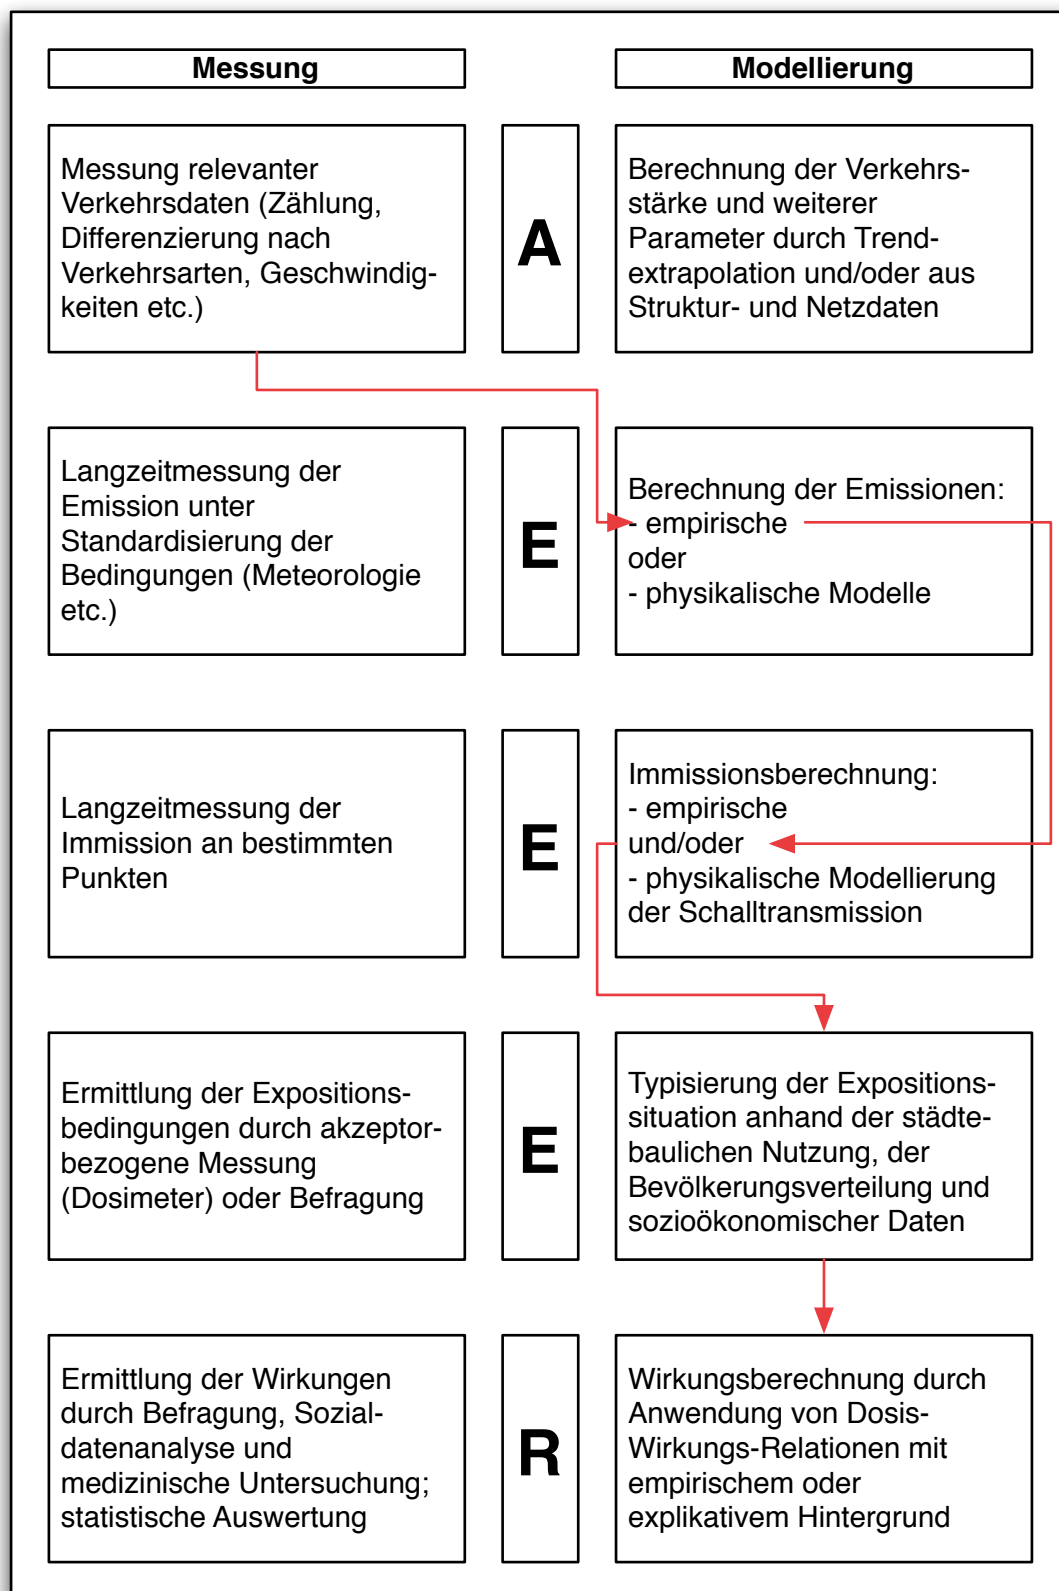 Messung
Modellierung
Messung relevanter
Verkehrsdaten (Zählung,
Differenzierung nach
Verkehrsarten, Geschwindig-
keiten etc.)
A
Berechnung der Verkehrs-
stärke und weiterer
Parameter durch Trend-
extrapolation und/oder aus
Struktur- und Netzdaten
Langzeitmessung der
Emission unter
Standardisierung der
Bedingungen (Meteorologie
etc.)
E
Berechnung der Emissionen:
- empirische
oder
- physikalische Modelle
Langzeitmessung der
Immission an bestimmten
Punkten
E
Immissionsberechnung:
- empirische
und/oder
- physikalische Modellierung
der Schalltransmission
Ermittlung der Expositions-
bedingungen durch akzeptor-
bezogene Messung
(Dosimeter) oder Befragung
E
Typisierung der Expositions-
situation anhand der städte-
baulichen Nutzung, der
Bevölkerungsverteilung und
sozioökonomischer Daten
Ermittlung der Wirkungen
durch Befragung, Sozial-
datenanalyse und
medizinische Untersuchung;
statistische Auswertung
R
Wirkungsberechnung durch
Anwendung von Dosis-
Wirkungs-Relationen mit
empirischem oder
explikativem Hintergrund